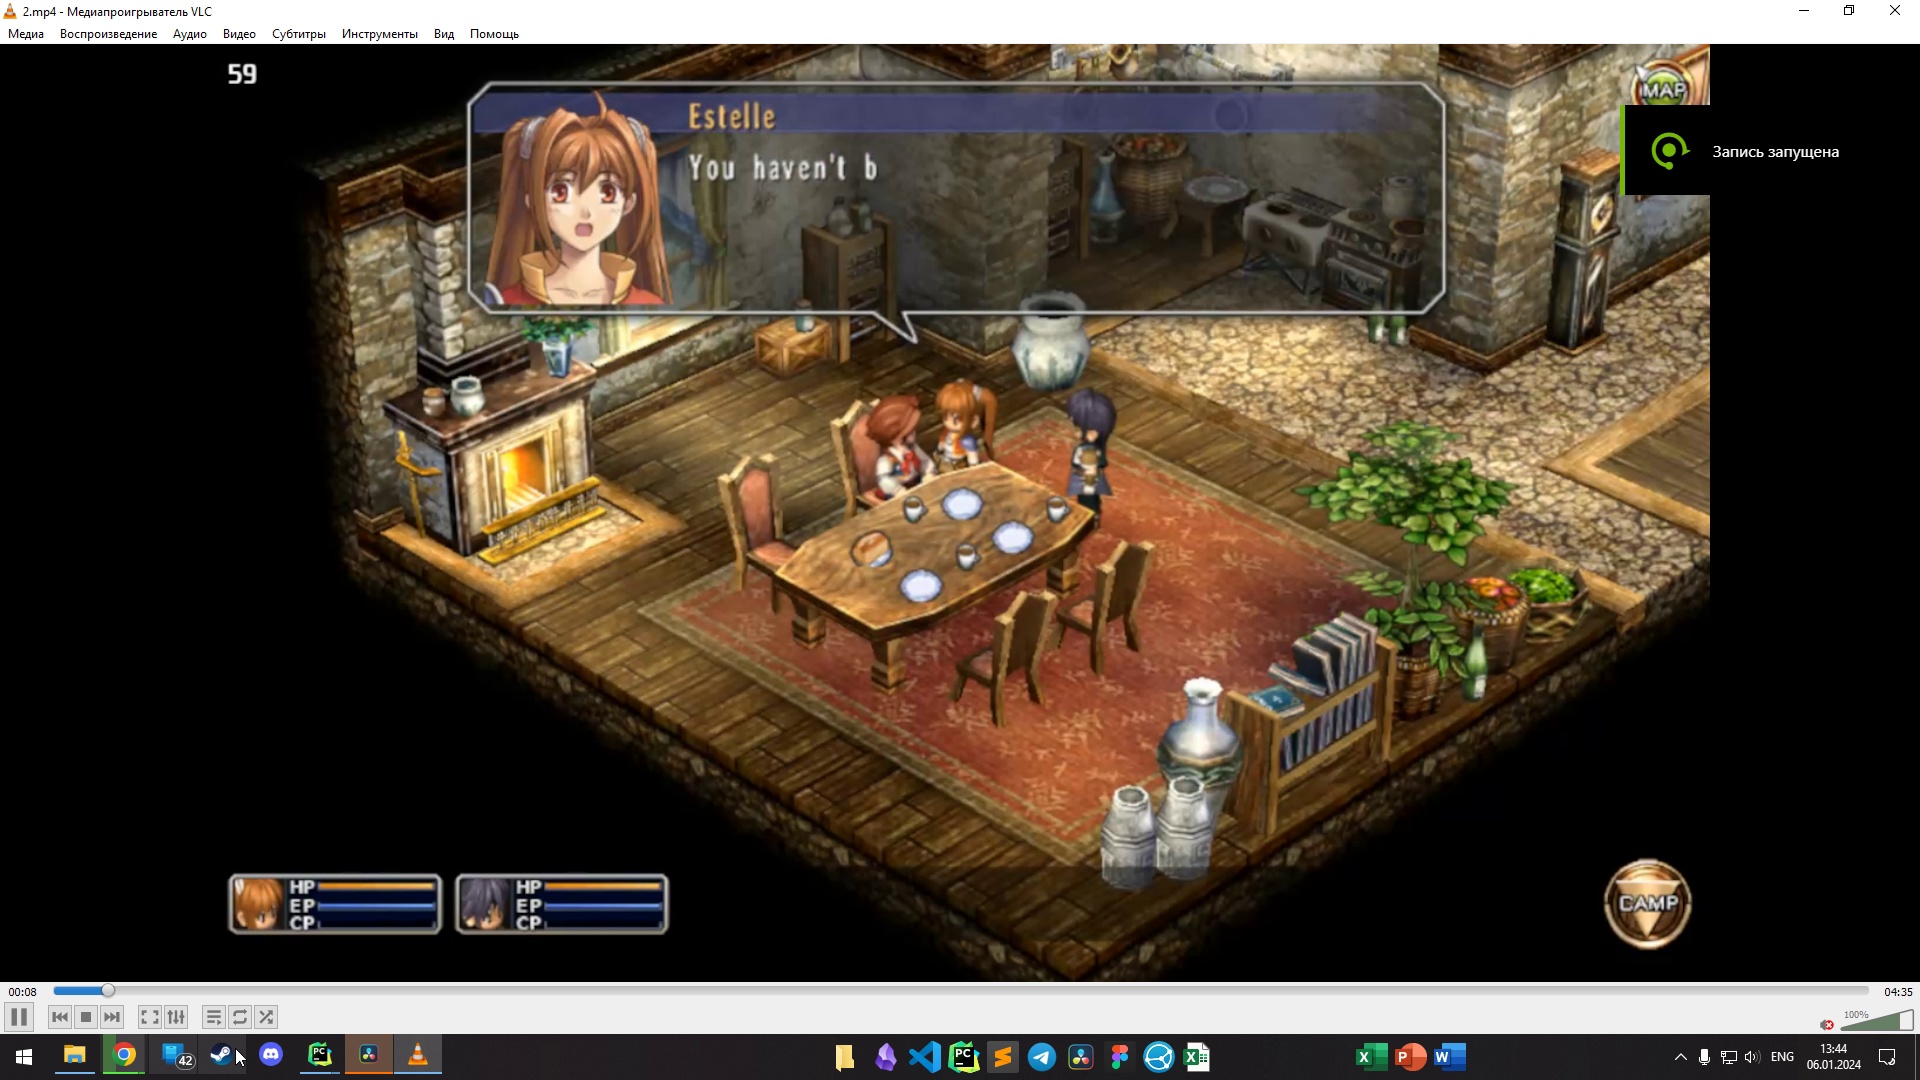 2.mp4 - Медиапроигрыватель VLC
Медиа Воспроизведение Аудио Видео Субтитры Инструменты Вид Помощь
59
MAP
Estelle
You haven't b
Запись запущена
HP
EP
CP
HP
EP
CP
CAMP
00:08
04:35
100%
42
PC
PC
X
P
W
ENG
13:44
06.01.2024